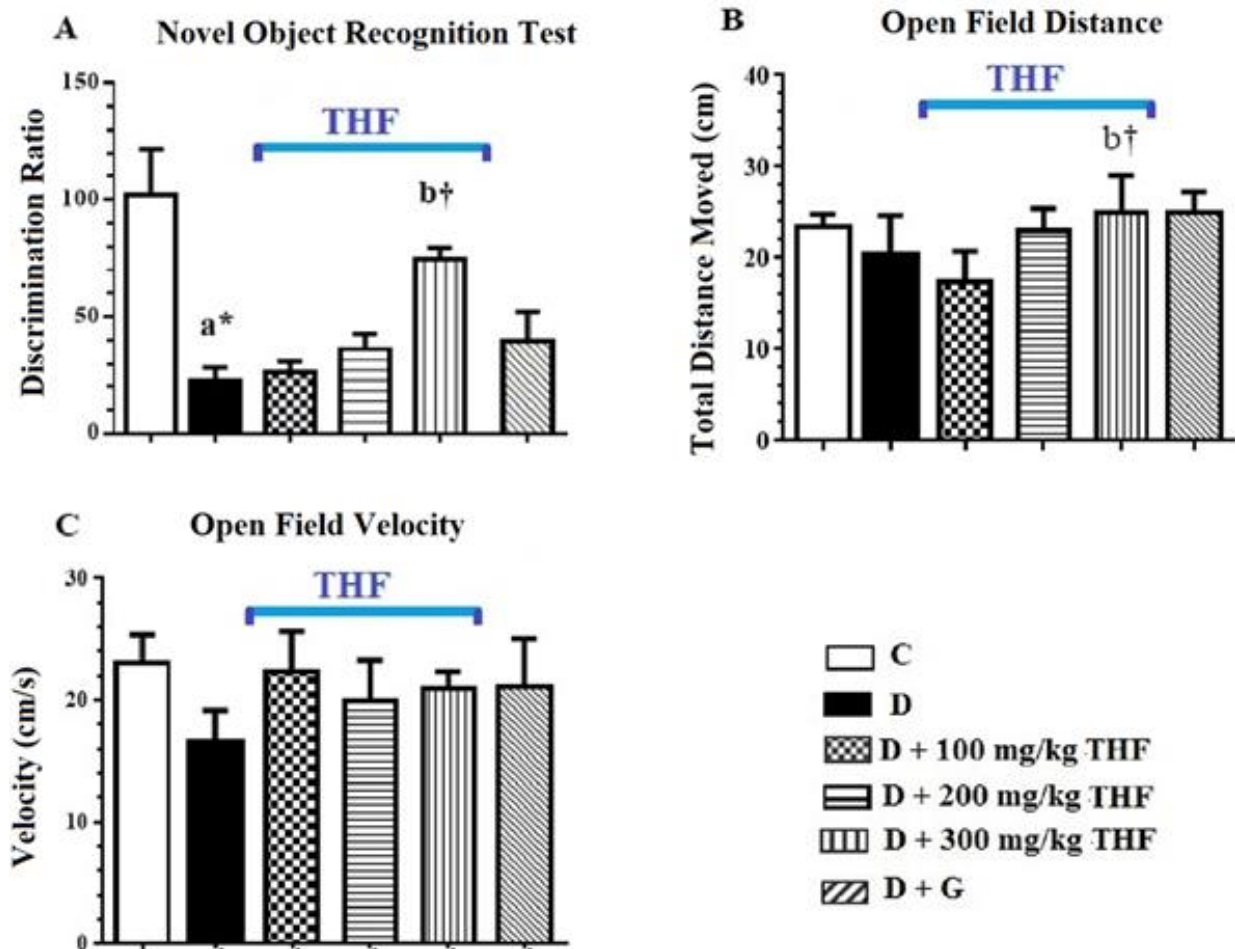 A Novel Object Recognition Test
Discrimination Ratio
150
100
50
0
THF
a*
b†
B Open Field Distance
Total Distance Moved (cm)
40
30
20
10
0
THF
b†
C Open Field Velocity
Velocity (cm/s)
30
20
10
0
THF
C
D
D + 100 mg/kg THF
D + 200 mg/kg THF
D + 300 mg/kg THF
D + G